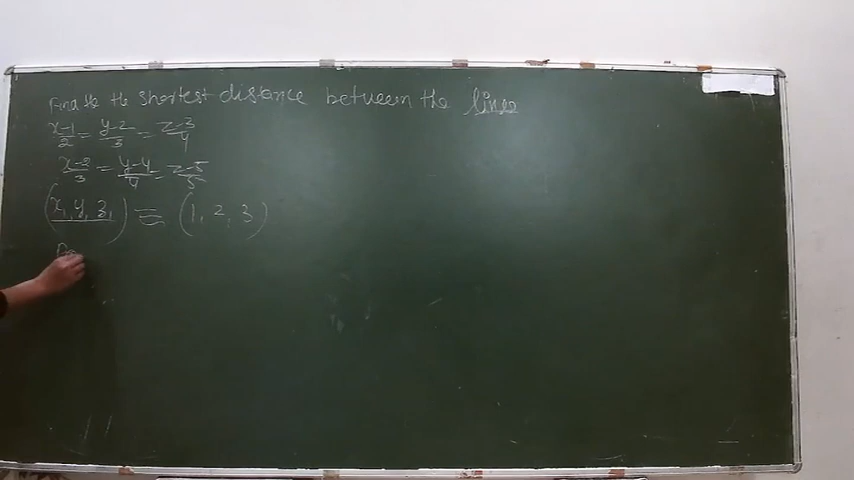 Find the the shortest distance between the lines
x-1/2 = y-2/3 = z-3/4
x-2/3 = y-4/4 = z-5/5
(x₁, y₁ z₁) ≡ (1, 2, 3)